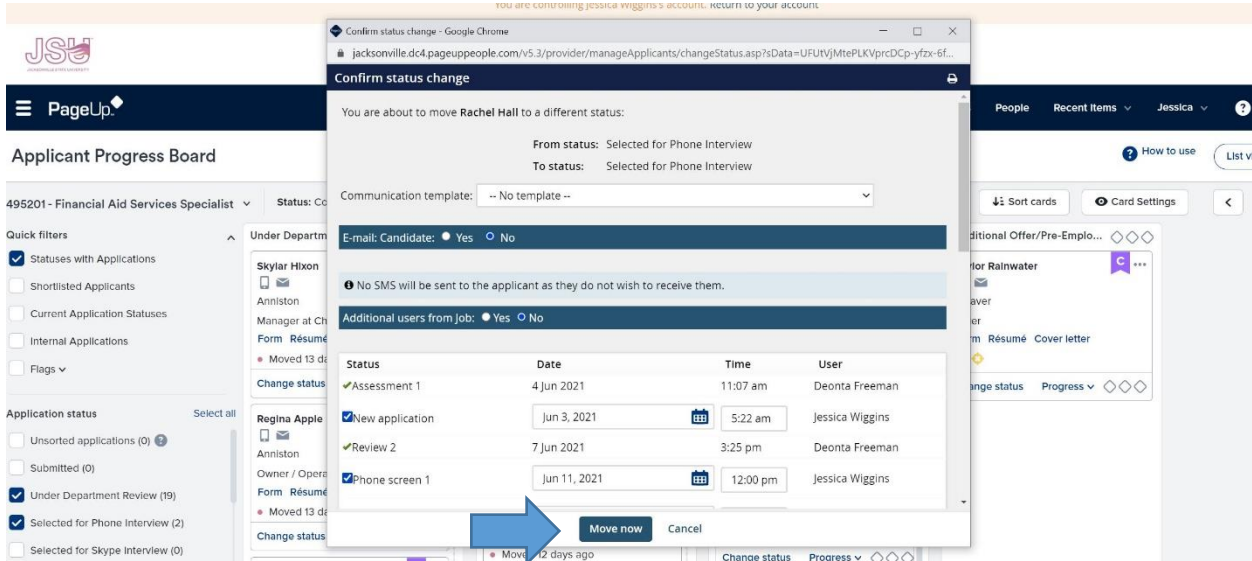 You are controlling Jessica Wiggins's account. Return to your account
JSU
JACKSONVILLE STATE UNIVERSITY
PageUp
People Recent Items Jessica
Applicant Progress Board
How to use
List v
495201 - Financial Aid Services Specialist
Status: Co
Sort cards
Card Settings
Quick filters
Statuses with Applications
Shortlisted Applicants
Current Application Statuses
Internal Applications
Flags
Application status Select all
Unsorted applications (0)
Submitted (0)
Under Department Review (19)
Selected for Phone Interview (2)
Selected for Skype Interview (0)
Under Departm
Skylar Hixon
Anniston
Manager at Ch
Form Résumé
Moved 13 da
Change status
Regina Apple
Anniston
Owner / Opera
Form Résumé
Moved 13 da
Change status
Confirm status change - Google Chrome
jacksonville.dc4.pageuppeople.com/v5.3/provider/manageApplicants/changeStatus.asp?sData=UFUtVjMtePLKVprcDCp-yfzx-6f...
Confirm status change
You are about to move Rachel Hall to a different status:
From status: Selected for Phone Interview
To status: Selected for Phone Interview
Communication template: -- No template --
E-mail: Candidate: Yes No
No SMS will be sent to the applicant as they do not wish to receive them.
Additional users from Job: Yes No
Status Date Time User
Assessment 1 4 Jun 2021 11:07 am Deonta Freeman
New application Jun 3, 2021 5:22 am Jessica Wiggins
Review 2 7 Jun 2021 3:25 pm Deonta Freeman
Phone screen 1 Jun 11, 2021 12:00 pm Jessica Wiggins
Move now Cancel
Moved 12 days ago
Change status Progress
ditional Offer/Pre-Emplo...
lor Rainwater
C
aver
er
rm Résumé Cover letter
ange status Progress